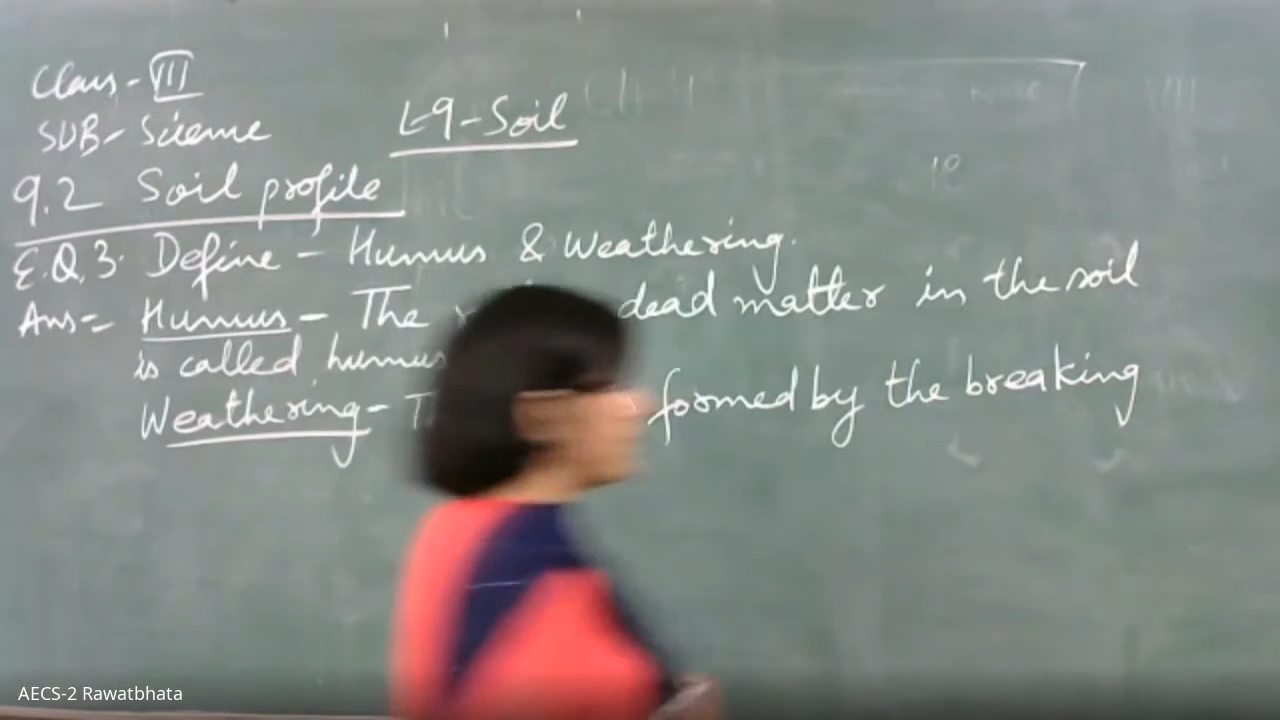 Class - VII
SUB - Science
L-9 - Soil
9.2 Soil profile
E.Q.3. Define - Humus & Weathering.
Ans = Humus - The dead matter in the soil
is called humus
Weathering - formed by the breaking
AECS-2 Rawatbhata